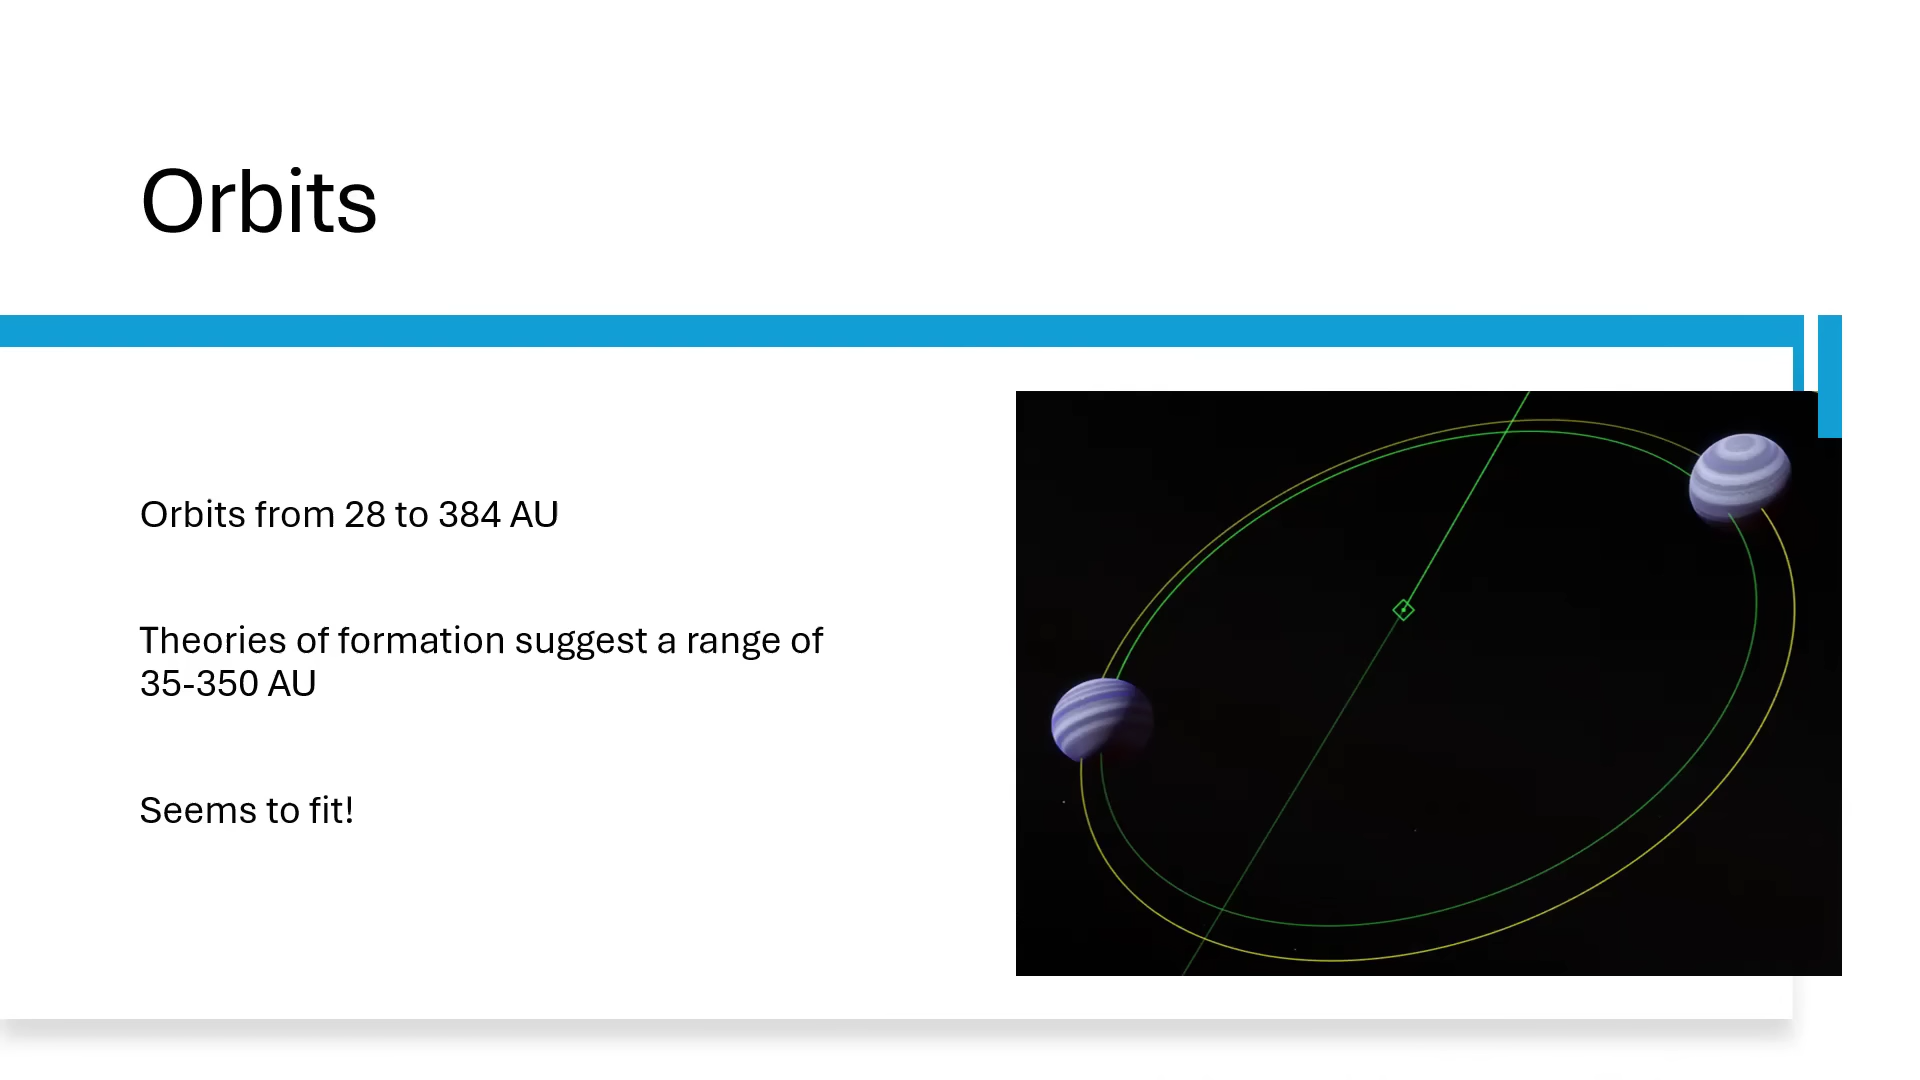 Orbits
Orbits from 28 to 384 AU
Theories of formation suggest a range of
35-350 AU
Seems to fit!